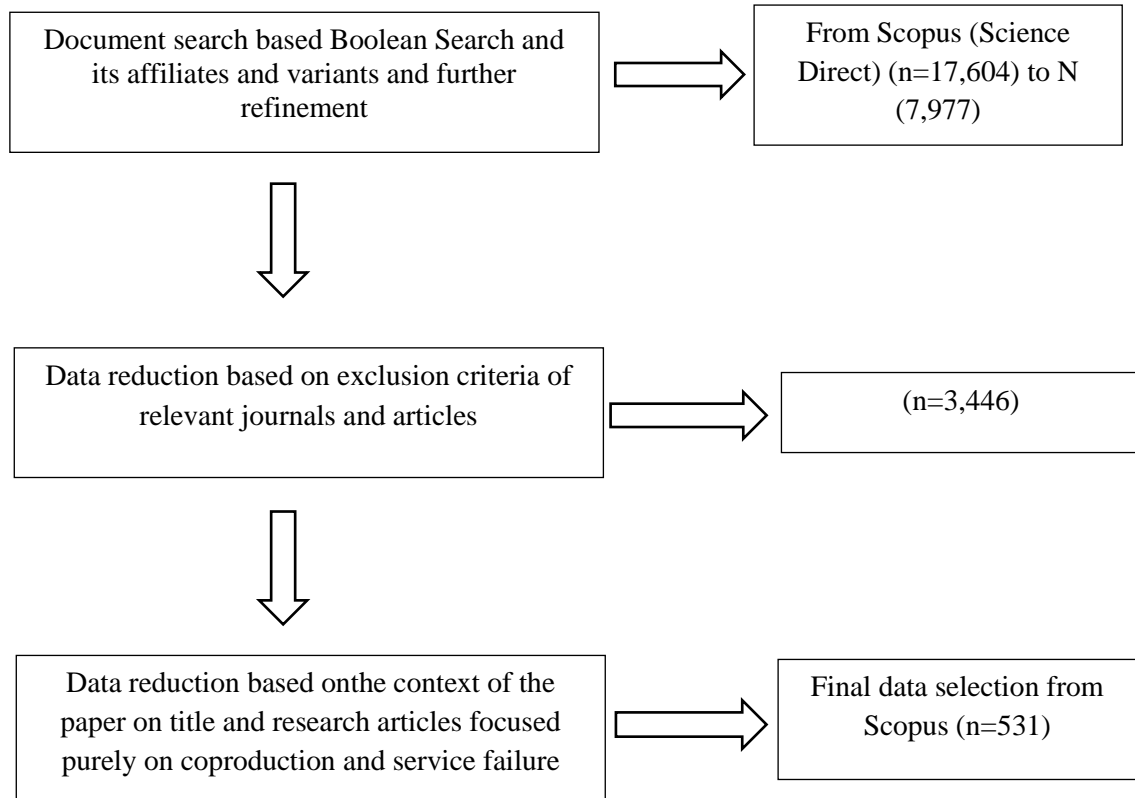 Document search based Boolean Search and
its affiliates and variants and further
refinement
From Scopus (Science
Direct) (n=17,604) to N
(7,977)
Data reduction based on exclusion criteria of
relevant journals and articles
(n=3,446)
Data reduction based onthe context of the
paper on title and research articles focused
purely on coproduction and service failure
Final data selection from
Scopus (n=531)